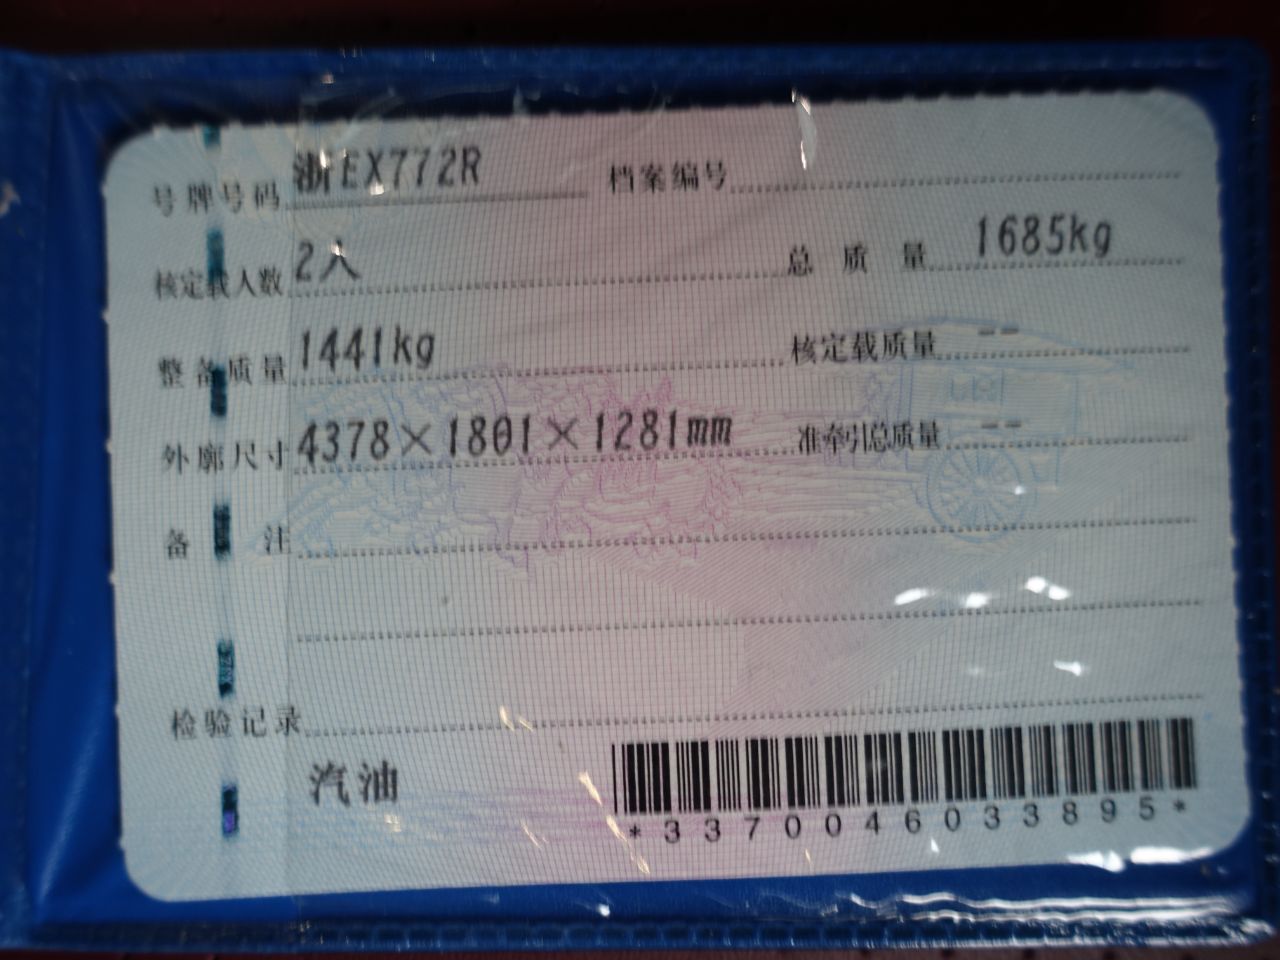 号牌号码 浙EX772R 档案编号
核定载人数 2人 总质量 1685kg
整备质量 1441kg 核定载质量 --
外廓尺寸 4378×1801×1281mm 准牵引总质量 --
备注
检验记录
汽油
*3370046033895*